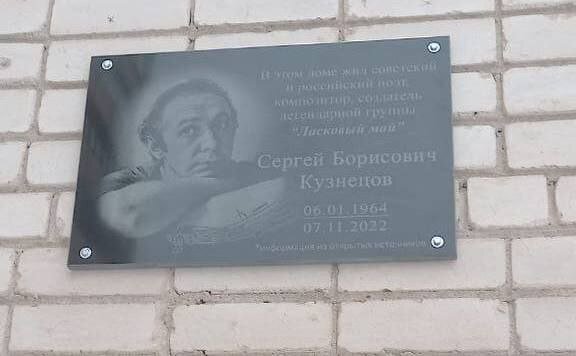 В этом доме жил советский
и российский поэт,
композитор, создатель
легендарной группы
"Ласковый май"
Сергей Борисович
Кузнецов
06.01.1964
07.11.2022
*информация из открытых источников